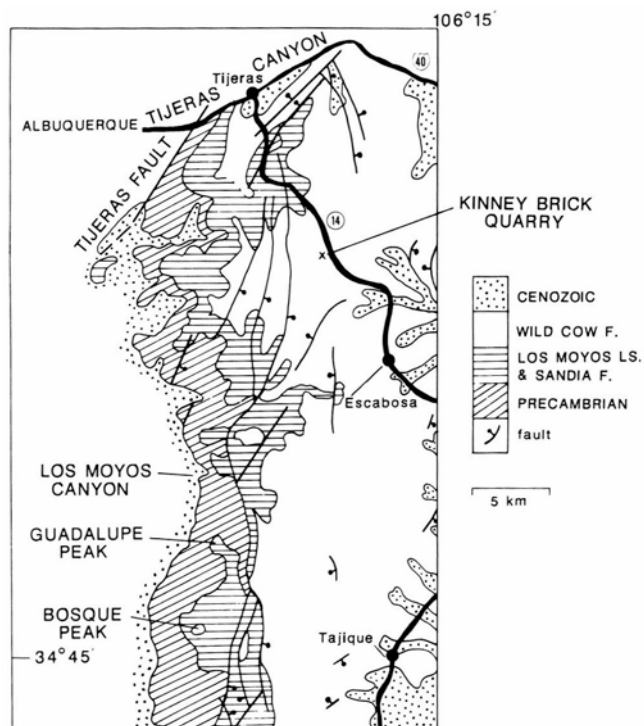 106°15'
40
TIJERAS CANYON
Tijeras
ALBUQUERQUE
TIJERAS FAULT
KINNEY BRICK
QUARRY
14
x
CENOZOIC
WILD COW F.
LOS MOYOS LS.
& SANDIA F.
PRECAMBRIAN
fault
Escabosa
5 km
LOS MOYOS
CANYON
GUADALUPE
PEAK
BOSQUE
PEAK
Tajique
34°45'